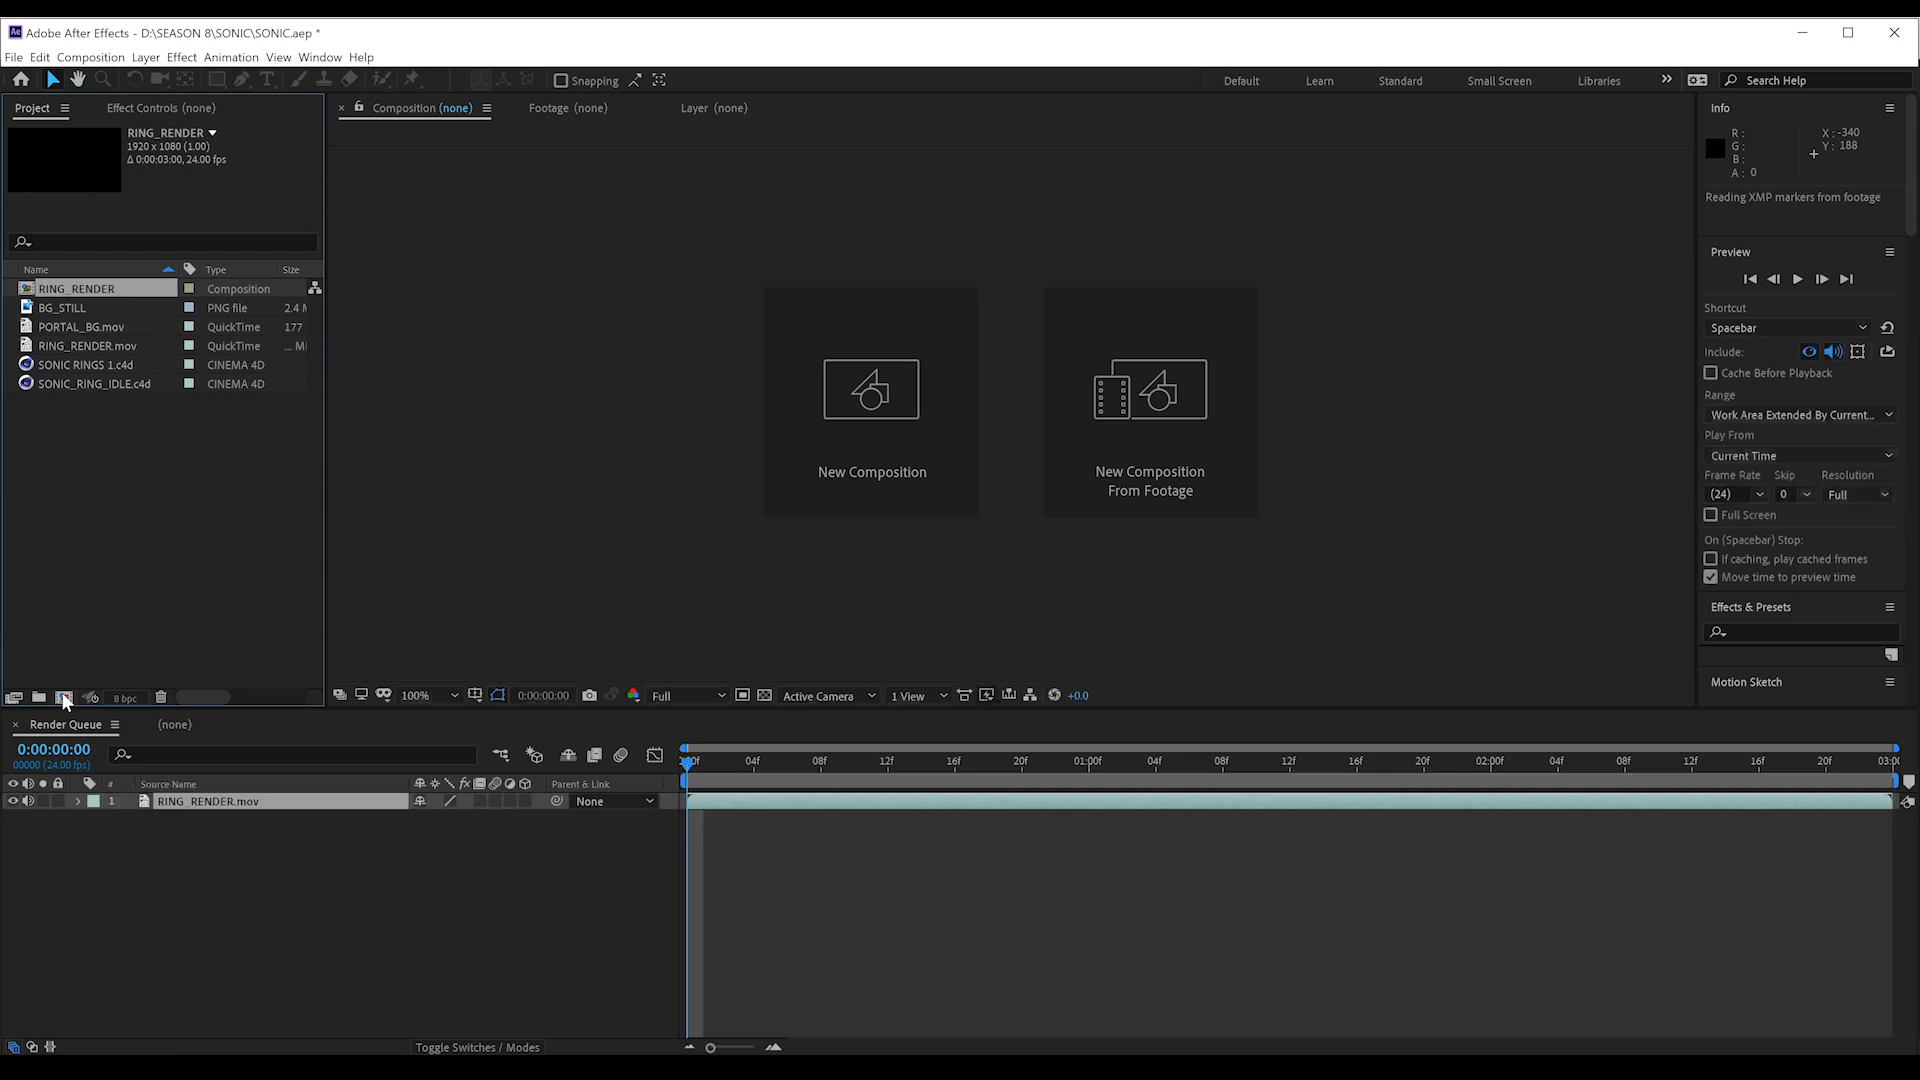 Ae Adobe After Effects - D:\SEASON 8\SONIC\SONIC.aep *
File Edit Composition Layer Effect Animation View Window Help
Snapping Default Learn Standard Small Screen Libraries Search Help
Project Effect Controls (none)
RING_RENDER
1920 x 1080 (1.00)
Δ 0:00:03:00, 24.00 fps
Name Type Size
RING_RENDER Composition
BG_STILL PNG file 2.4 M
PORTAL_BG.mov QuickTime 177
RING_RENDER.mov QuickTime ... MI
SONIC RINGS 1.c4d CINEMA 4D
SONIC_RING_IDLE.c4d CINEMA 4D
8 bpc
Composition (none) Footage (none) Layer (none)
New Composition
New Composition
From Footage
100% 0:00:00:00 Full Active Camera 1 View +0.0
Info
R :
G :
B :
A : 0
X : -340
Y : 188
Reading XMP markers from footage
Preview
Shortcut
Spacebar
Include:
Cache Before Playback
Range
Work Area Extended By Current...
Play From
Current Time
Frame Rate Skip Resolution
(24) 0 Full
Full Screen
On (Spacebar) Stop:
If caching, play cached frames
Move time to preview time
Effects & Presets
Motion Sketch
Render Queue (none)
0:00:00:00
00000 (24.00 fps)
04f 08f 12f 16f 20f 01:00f 04f 08f 12f 16f 20f 02:00f 04f 08f 12f 16f 20f
# Source Name fx Parent & Link
1 RING_RENDER.mov None
Toggle Switches / Modes